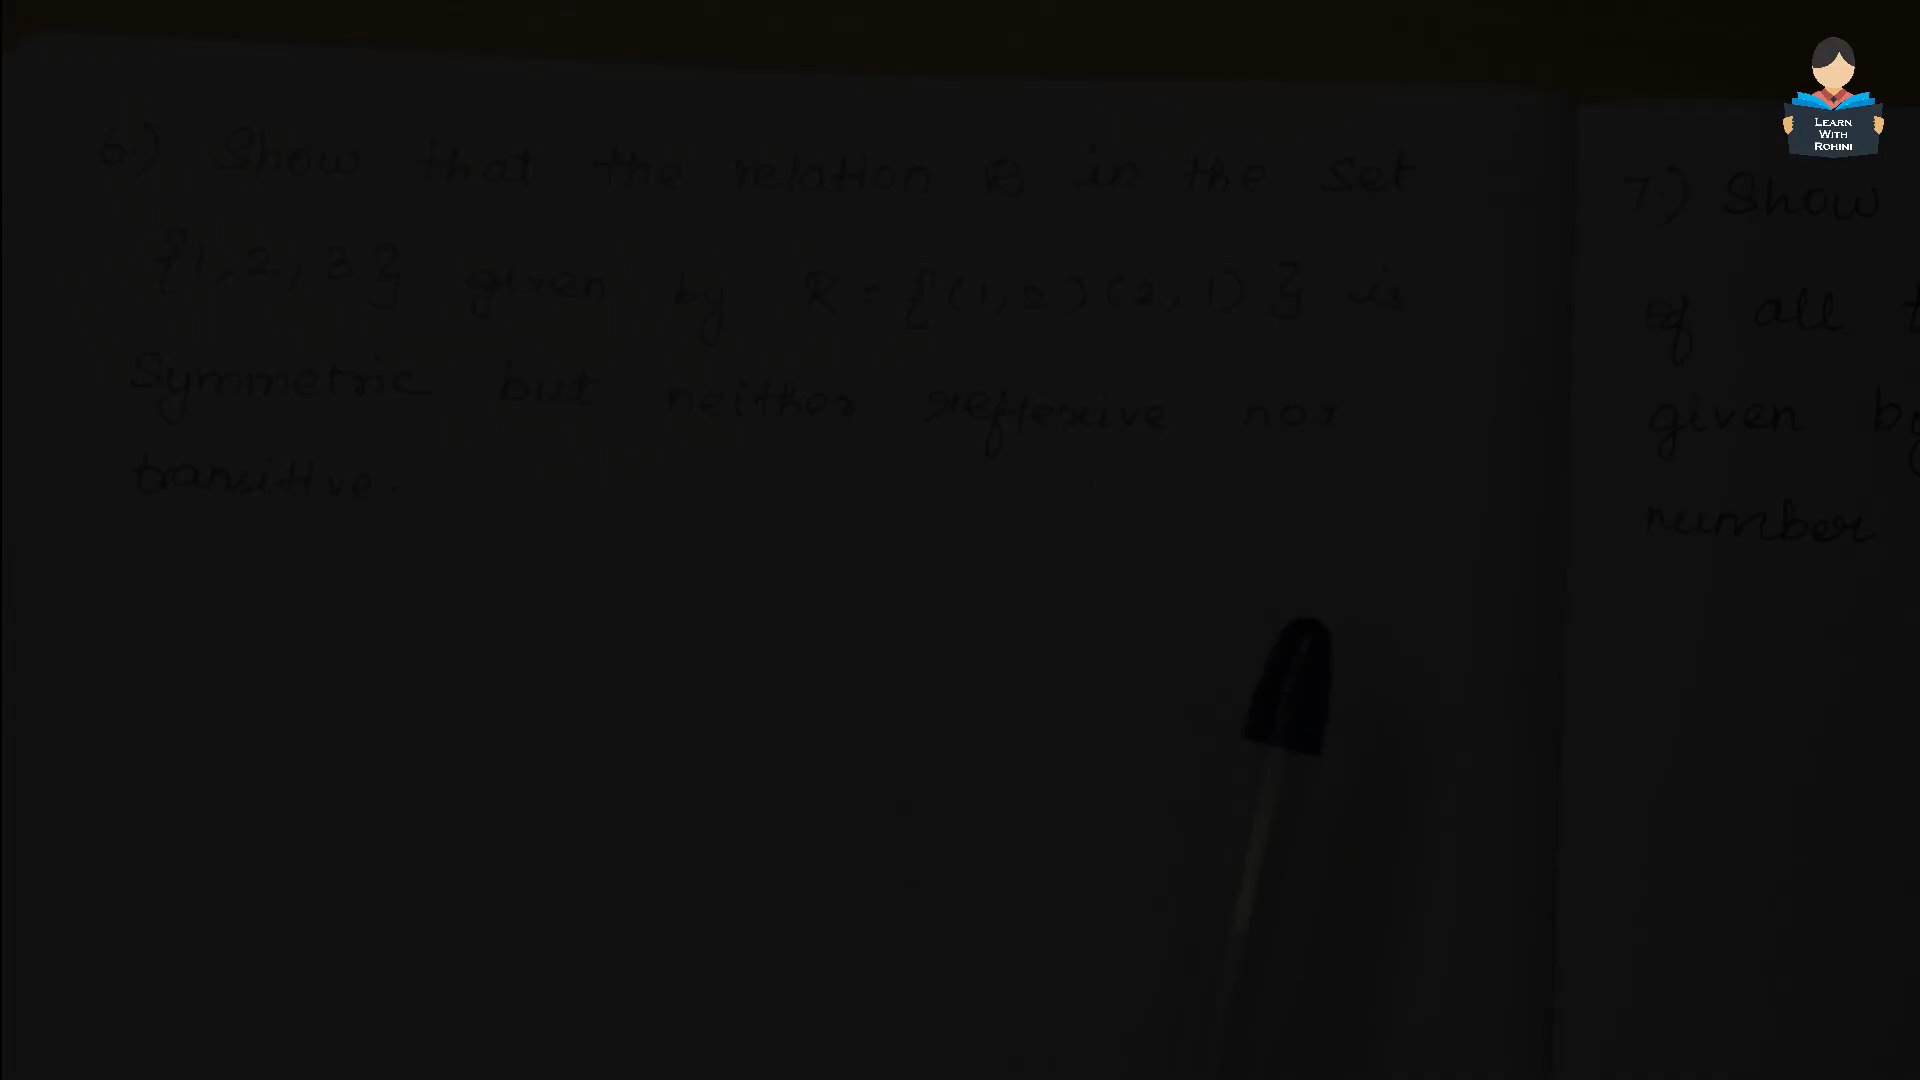 6.) Show that the relation R in the set
{1, 2, 3} given by R = {(1, 2) (2, 1)} is
Symmetric but neither reflexive nor
transitive.
7.) Show
of all t
given by
number
LEARN
WITH
ROHINI